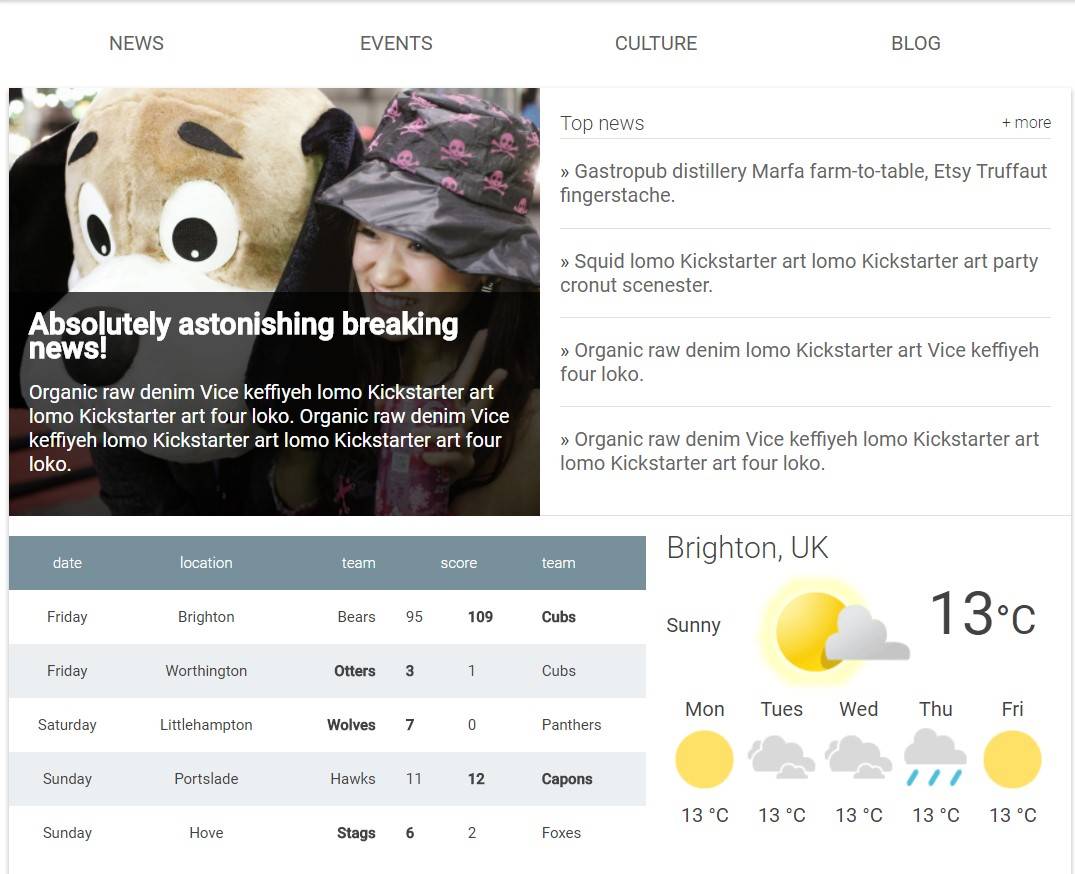 NEWS EVENTS CULTURE BLOG
Absolutely astonishing breaking
news!
Organic raw denim Vice keffiyeh lomo Kickstarter art
lomo Kickstarter art four loko. Organic raw denim Vice
keffiyeh lomo Kickstarter art lomo Kickstarter art four
loko.
Top news + more
» Gastropub distillery Marfa farm-to-table, Etsy Truffaut
fingerstache.
» Squid lomo Kickstarter art lomo Kickstarter art party
cronut scenester.
» Organic raw denim lomo Kickstarter art Vice keffiyeh
four loko.
» Organic raw denim Vice keffiyeh lomo Kickstarter art
lomo Kickstarter art four loko.
date location team score team
Friday Brighton Bears 95 109 Cubs
Friday Worthington Otters 3 1 Cubs
Saturday Littlehampton Wolves 7 0 Panthers
Sunday Portslade Hawks 11 12 Capons
Sunday Hove Stags 6 2 Foxes
Brighton, UK
Sunny 13°C
Mon Tues Wed Thu Fri
13 °C 13 °C 13 °C 13 °C 13 °C